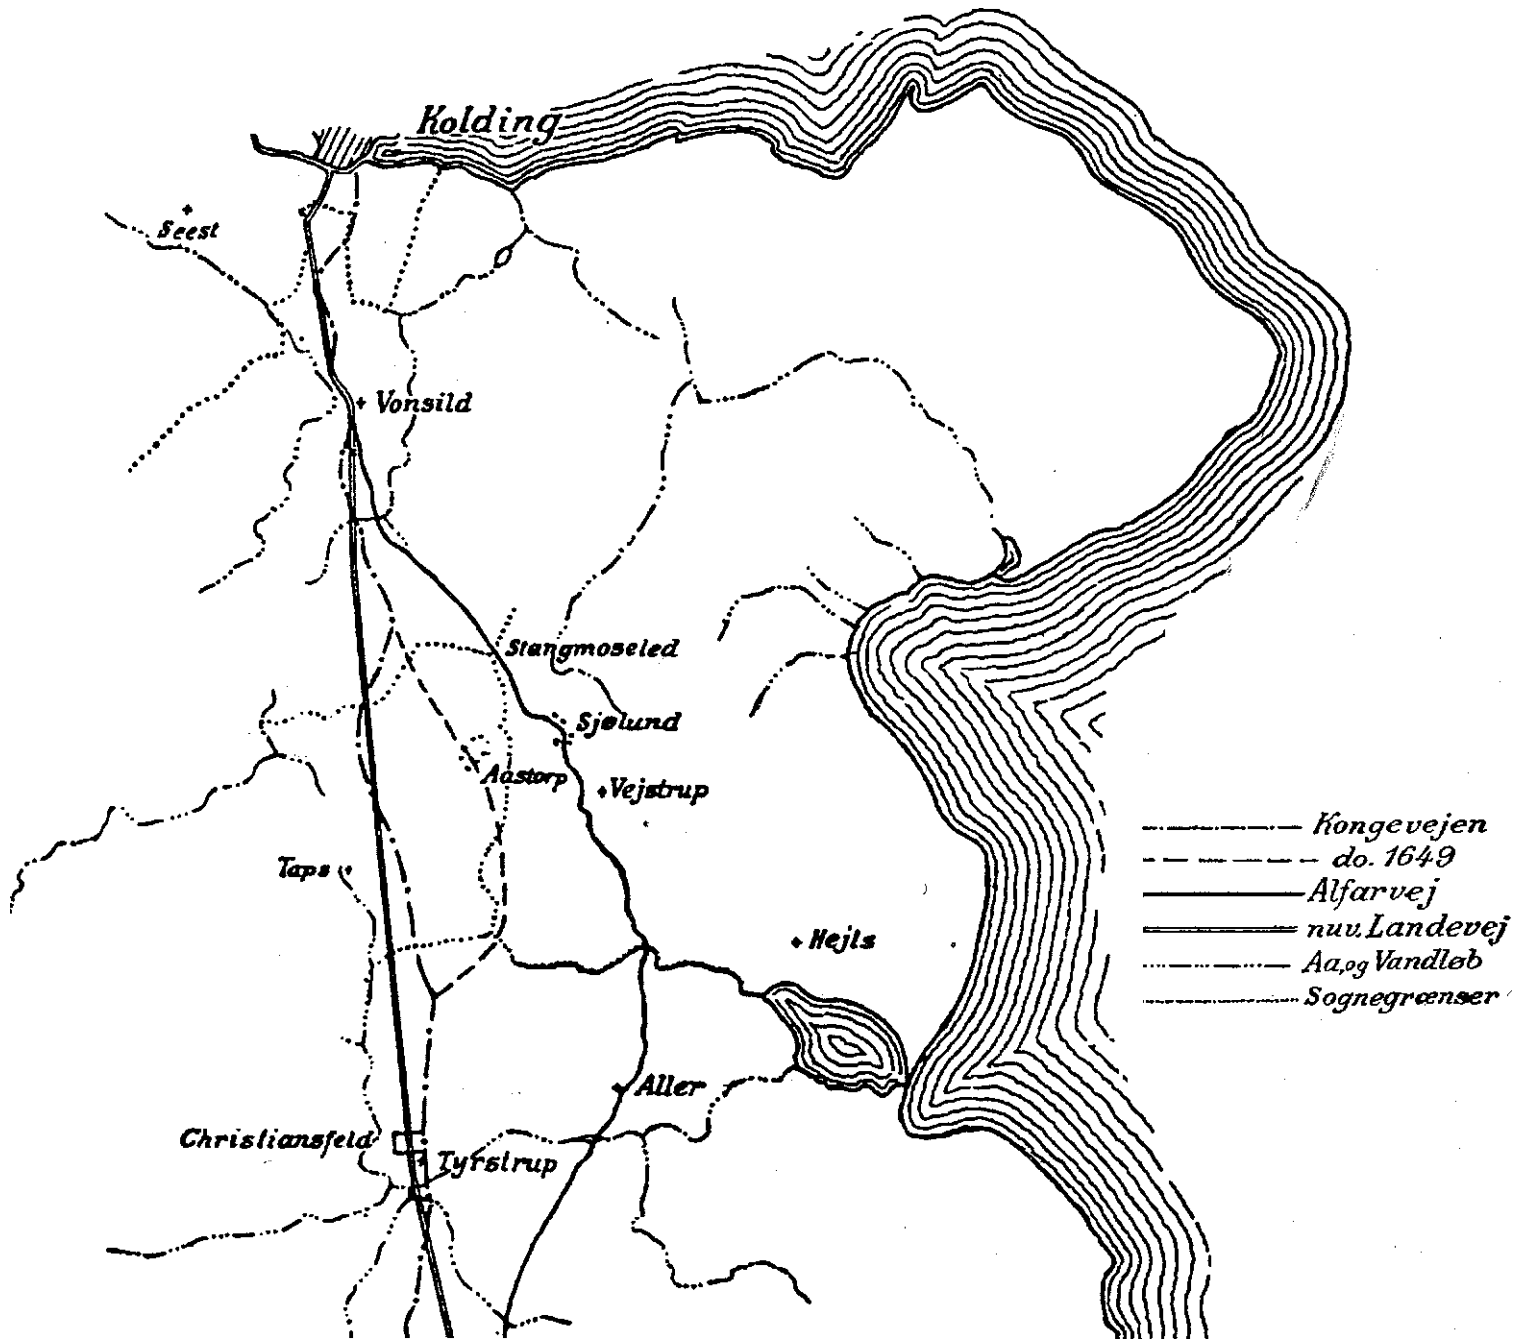 Kolding
Seest
Vonsild
Stangmoseled
Sjølund
Aastorp
Vejstrup
Taps
Hejls
Aller
Christiansfeld
Tyrstrup
Kongevejen
do. 1649
Alfarvej
nuv. Landevej
Aa, og Vandløb
Sognegrænser